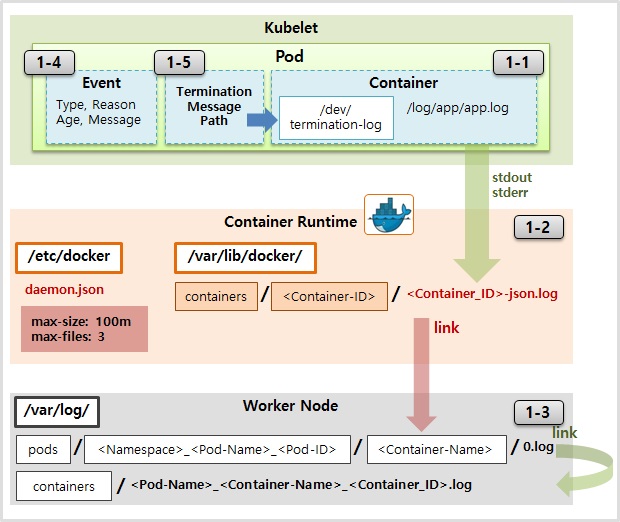 Kubelet
Pod
1-4
1-5
1-1
Event
Type, Reason
Age, Message
Termination
Message
Path
Container
/dev/
termination-log
/log/app/app.log
stdout
stderr
Container Runtime
1-2
/etc/docker
daemon.json
max-size: 100m
max-files: 3
/var/lib/docker/
containers / <Container-ID> / <Container_ID>-json.log
link
Worker Node
1-3
/var/log/
pods / <Namespace>_<Pod-Name>_<Pod-ID> / <Container-Name> / 0.log
link
containers / <Pod-Name>_<Container-Name>_<Container_ID>.log